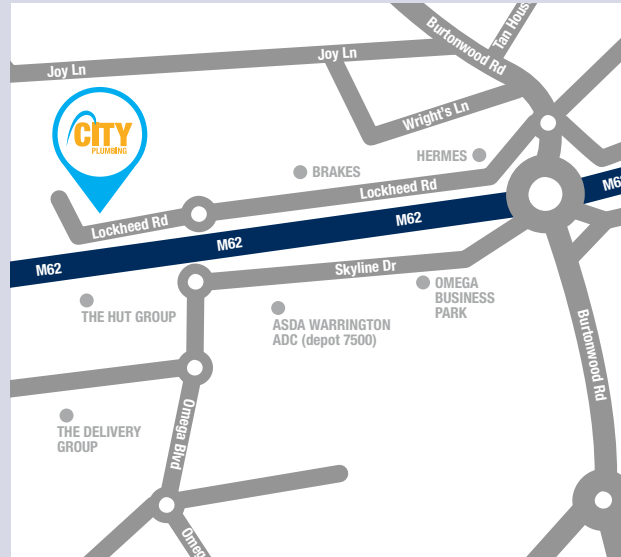 Burtonwood Rd
Tan Hous
Joy Ln
Joy Ln
Wright's Ln
CITY
PLUMBING
HERMES
BRAKES
Lockheed Rd
Lockheed Rd
M62
M62
M62
M62
Skyline Dr
THE HUT GROUP
OMEGA
BUSINESS
PARK
ASDA WARRINGTON
ADC (depot 7500)
Burtonwood Rd
THE DELIVERY
GROUP
Omega Blvd
Omeg